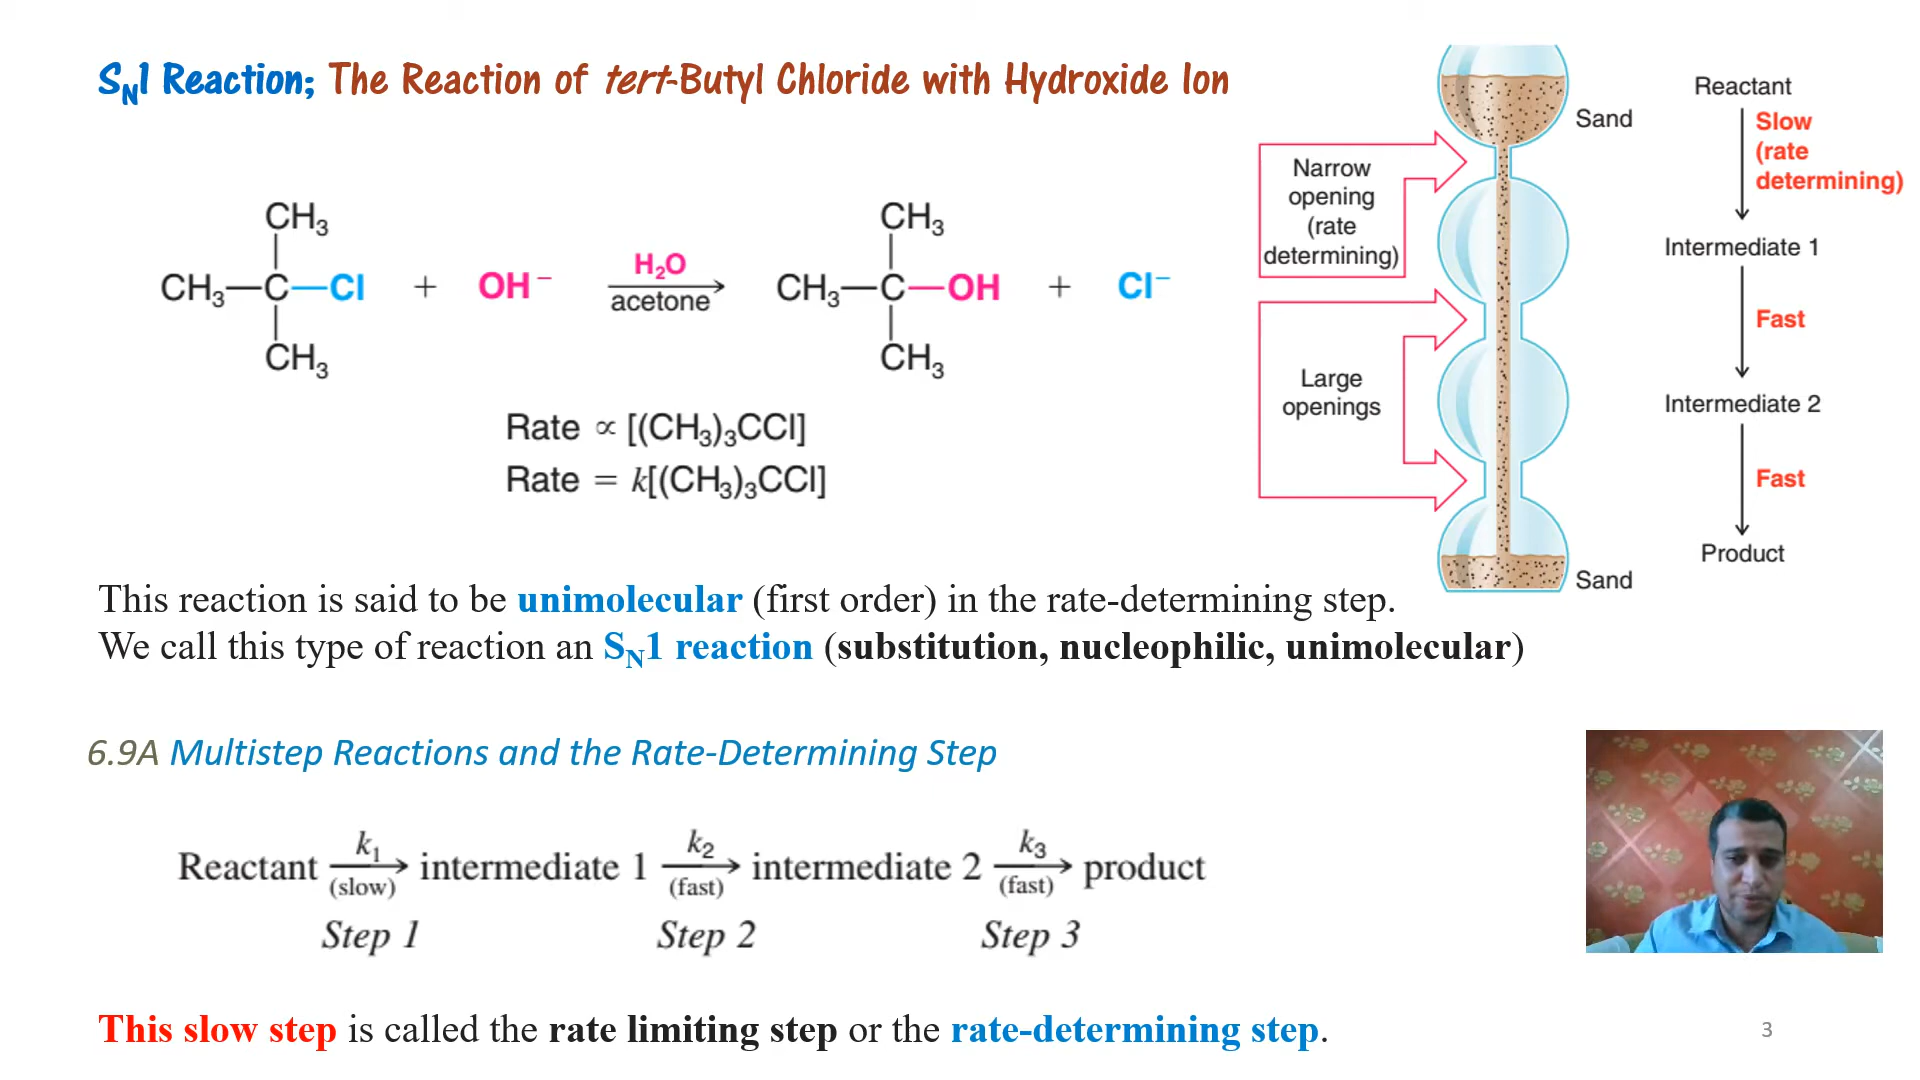 S_N1 Reaction; The Reaction of tert-Butyl Chloride with Hydroxide Ion
CH₃ CH₃
CH₃—C—Cl + OH⁻ H₂O acetone CH₃—C—OH + Cl⁻
CH₃ CH₃
Rate ∝ [(CH₃)₃CCl]
Rate = k[(CH₃)₃CCl]
Sand
Narrow
opening
(rate
determining)
Large
openings
Sand
Reactant
Slow
(rate
determining)
Intermediate 1
Fast
Intermediate 2
Fast
Product
This reaction is said to be unimolecular (first order) in the rate-determining step.
We call this type of reaction an S_N1 reaction (substitution, nucleophilic, unimolecular)
6.9A Multistep Reactions and the Rate-Determining Step
k₁ k₂ k₃
Reactant → intermediate 1 → intermediate 2 → product
(slow) (fast) (fast)
Step 1 Step 2 Step 3
This slow step is called the rate limiting step or the rate-determining step.
3